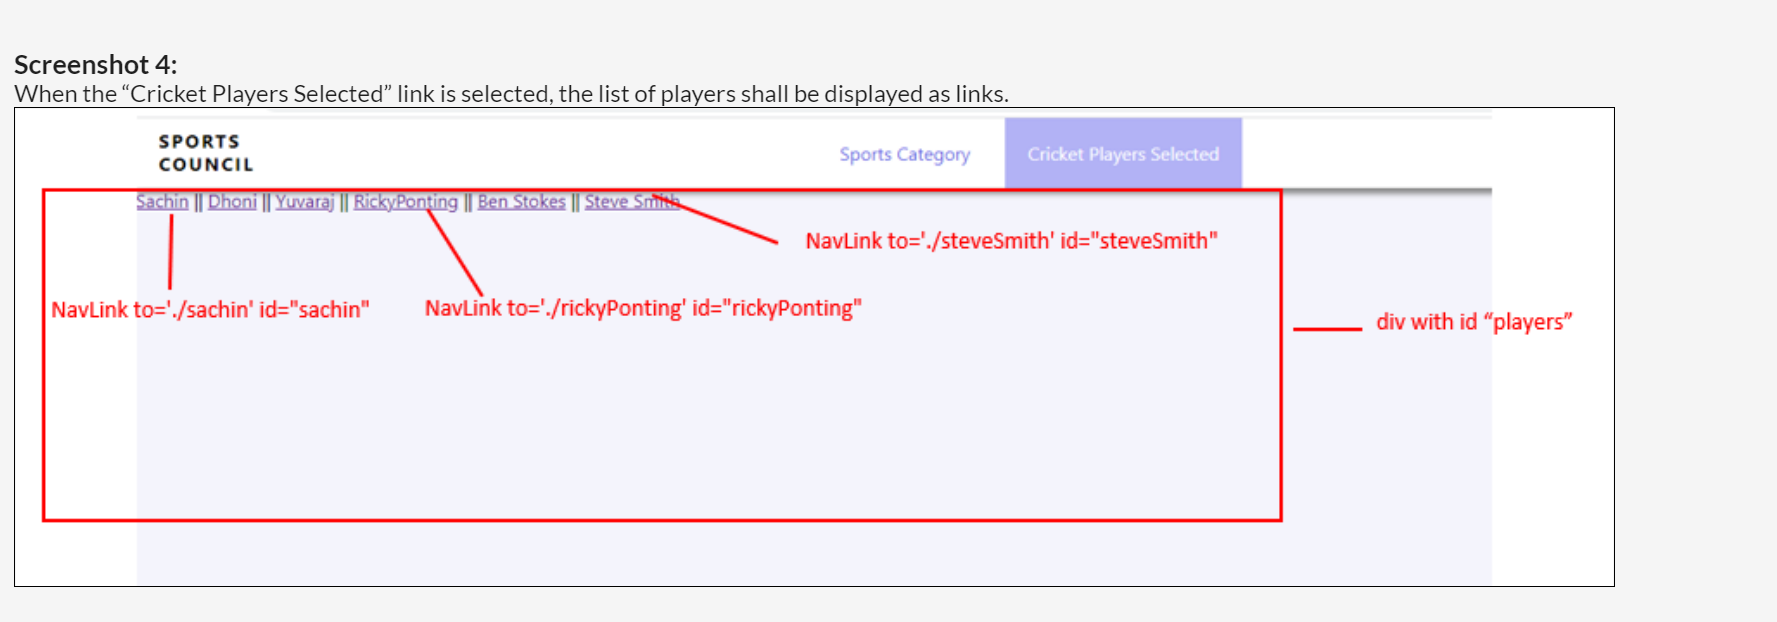 Screenshot 4:
When the “Cricket Players Selected” link is selected, the list of players shall be displayed as links.
SPORTS
COUNCIL
Sports Category
Cricket Players Selected
Sachin || Dhoni || Yuvaraj || RickyPonting || Ben Stokes || Steve Smith
NavLink to='./steveSmith' id="steveSmith"
NavLink to='./sachin' id="sachin"
NavLink to='./rickyPonting' id="rickyPonting"
div with id “players”